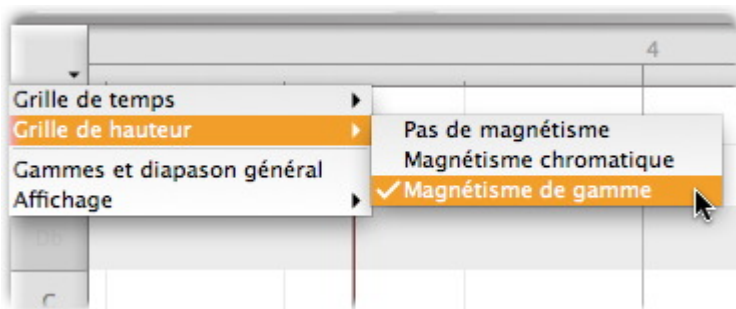 4
Grille de temps
Grille de hauteur
Pas de magnétisme
Magnétisme chromatique
Magnétisme de gamme
Gammes et diapason général
Affichage
Db
C